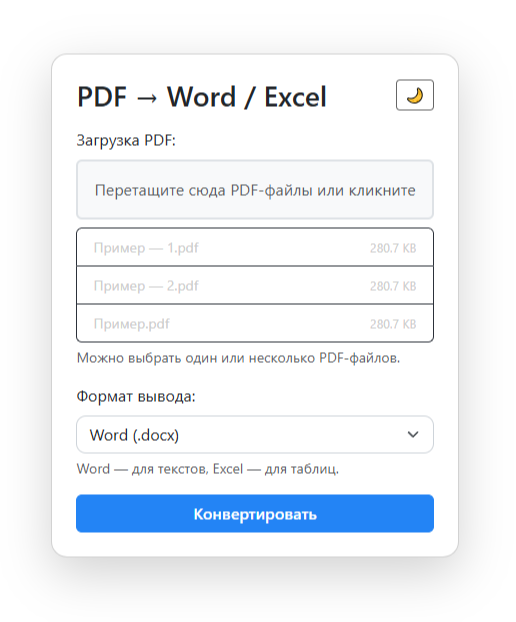 PDF → Word / Excel
Загрузка PDF:
Перетащите сюда PDF-файлы или кликните
Пример — 1.pdf 280.7 KB
Пример — 2.pdf 280.7 KB
Пример.pdf 280.7 KB
Можно выбрать один или несколько PDF-файлов.
Формат вывода:
Word (.docx)
Word — для текстов, Excel — для таблиц.
Конвертировать